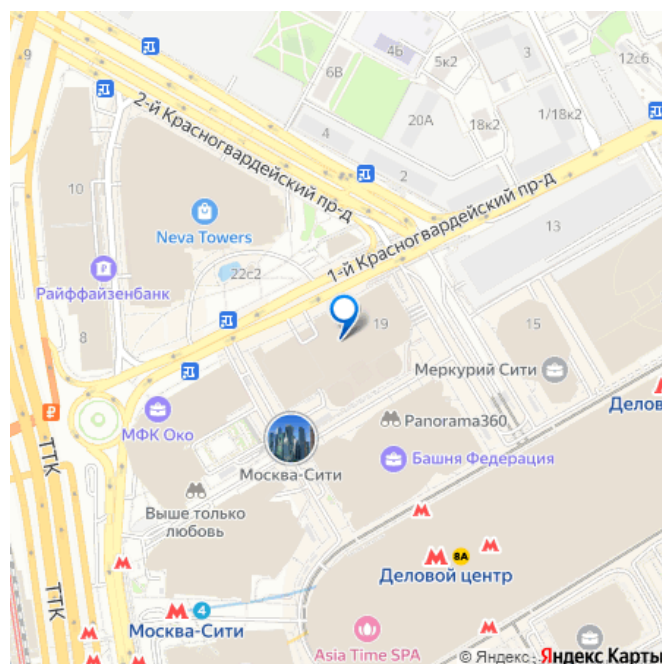 9
4б
6В
5к2
3
12с6
20А
18к2
1/18к2
4
2
2-й Красногвардейский пр-д
10
Neva Towers
1-й Красногвардейский пр-д
13
22с2
Райффайзенбанк
8
19
15
Меркурий Сити
Делов
МФК Око
Panorama360
Башня Федерация
Москва-Сити
ТТК
Выше только
любовь
8А
Деловой центр
ТТК
4
Москва-Сити
Asia Time SPA
© Яндекс Яндекс Карты